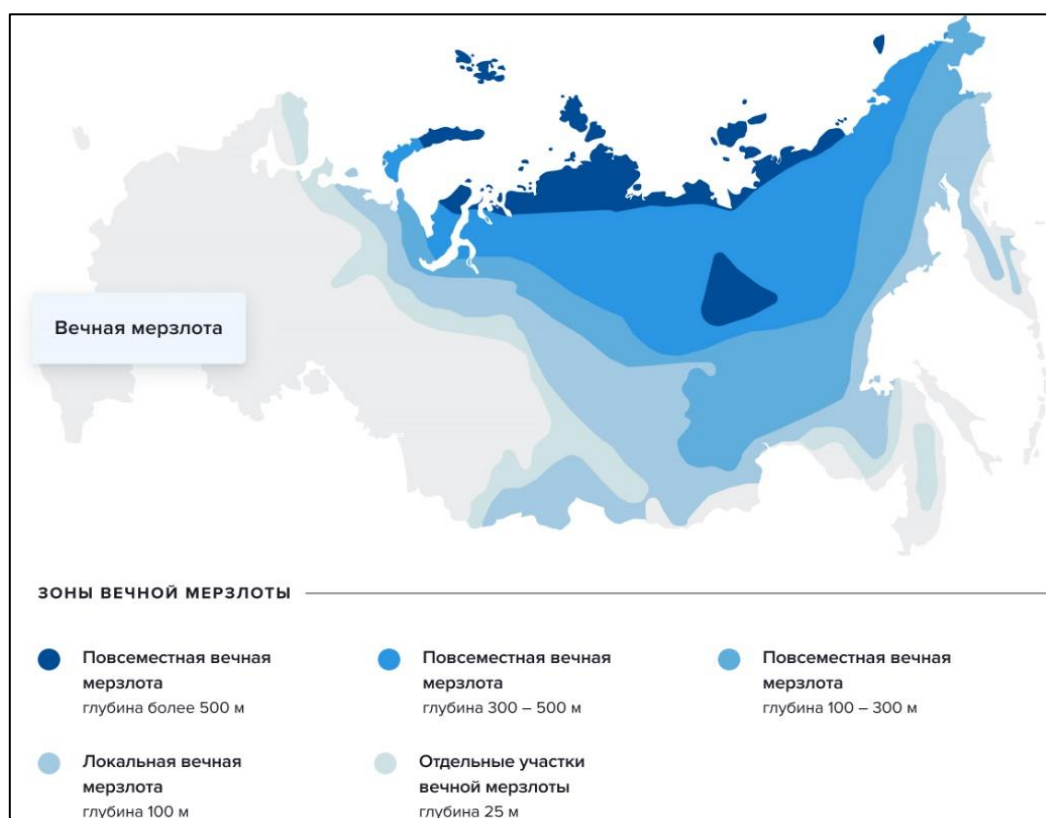 Вечная мерзлота
ЗОНЫ ВЕЧНОЙ МЕРЗЛОТЫ
Повсеместная вечная
мерзлота
глубина более 500 м
Повсеместная вечная
мерзлота
глубина 300 – 500 м
Повсеместная вечная
мерзлота
глубина 100 – 300 м
Локальная вечная
мерзлота
глубина 100 м
Отдельные участки
вечной мерзлоты
глубина 25 м